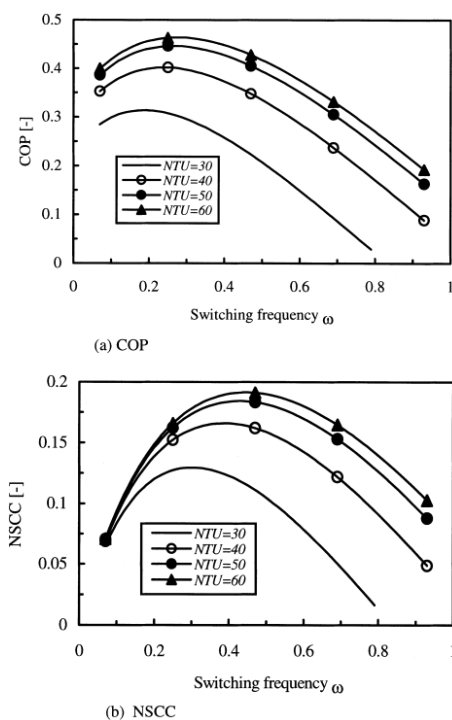 0.5
0.4
0.3
0.2
0.1
0
COP [-]
NTU=30
NTU=40
NTU=50
NTU=60
0 0.2 0.4 0.6 0.8 1
Switching frequency ω
(a) COP
0.2
0.15
0.1
0.05
0
NSCC [-]
NTU=30
NTU=40
NTU=50
NTU=60
0 0.2 0.4 0.6 0.8 1
Switching frequency ω
(b) NSCC